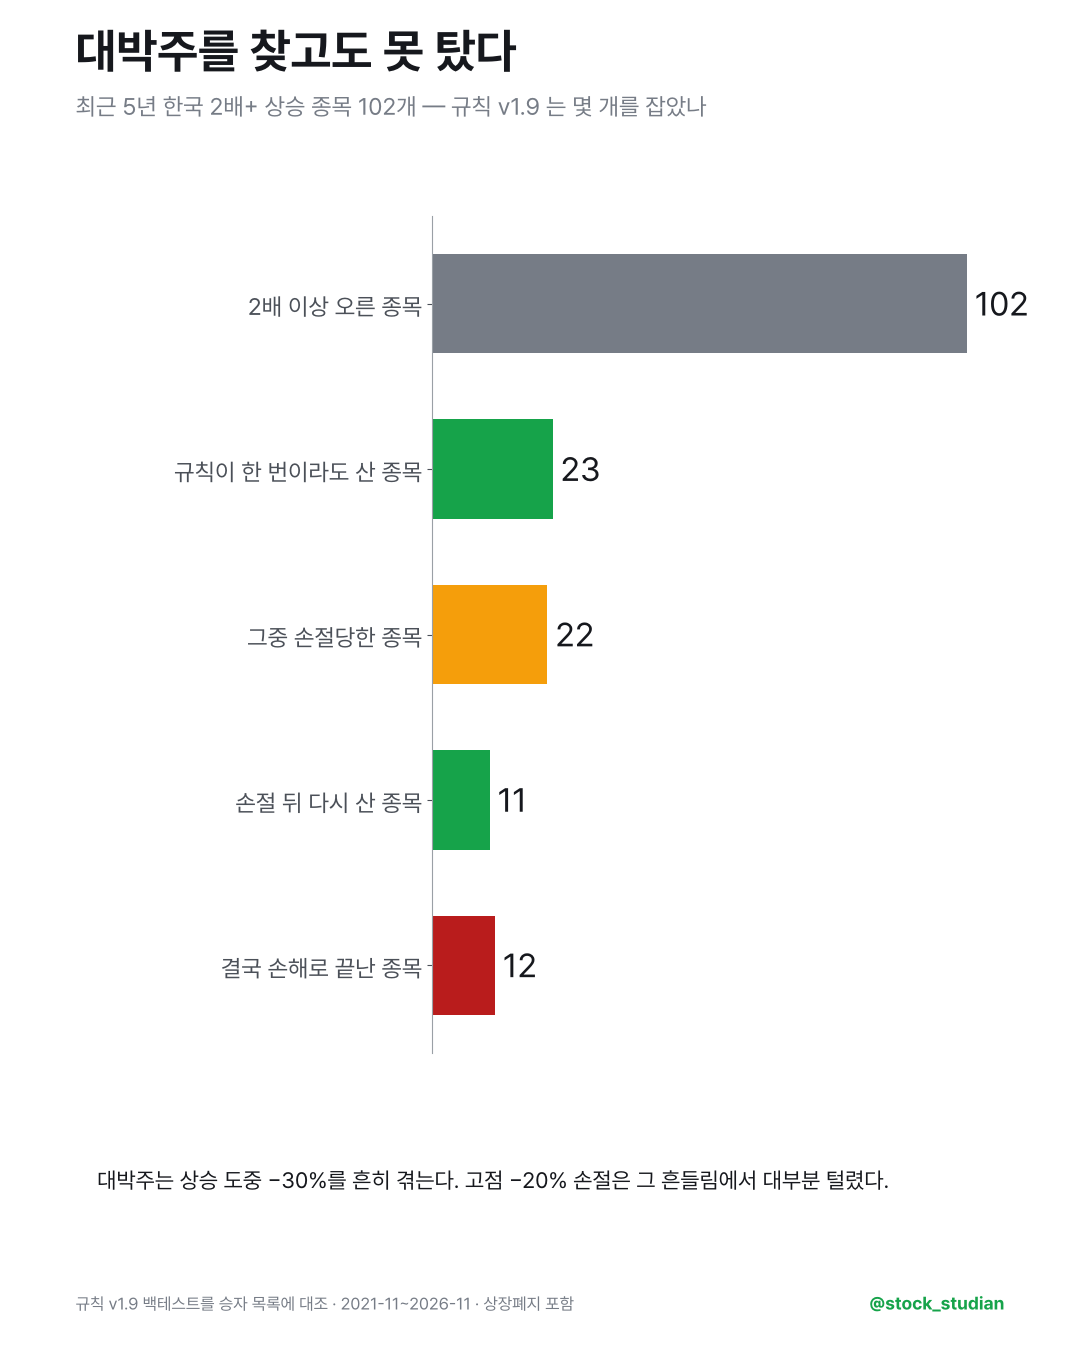 대박주를 찾고도 못 탔다
최근 5년 한국 2배+ 상승 종목 102개 — 규칙 v1.9 는 몇 개를 잡았나
2배 이상 오른 종목 102
규칙이 한 번이라도 산 종목 23
그중 손절당한 종목 22
손절 뒤 다시 산 종목 11
결국 손해로 끝난 종목 12
대박주는 상승 도중 −30%를 흔히 겪는다. 고점 −20% 손절은 그 흔들림에서 대부분 털렸다.
규칙 v1.9 백테스트를 승자 목록에 대조 · 2021-11~2026-11 · 상장폐지 포함
@stock_studian